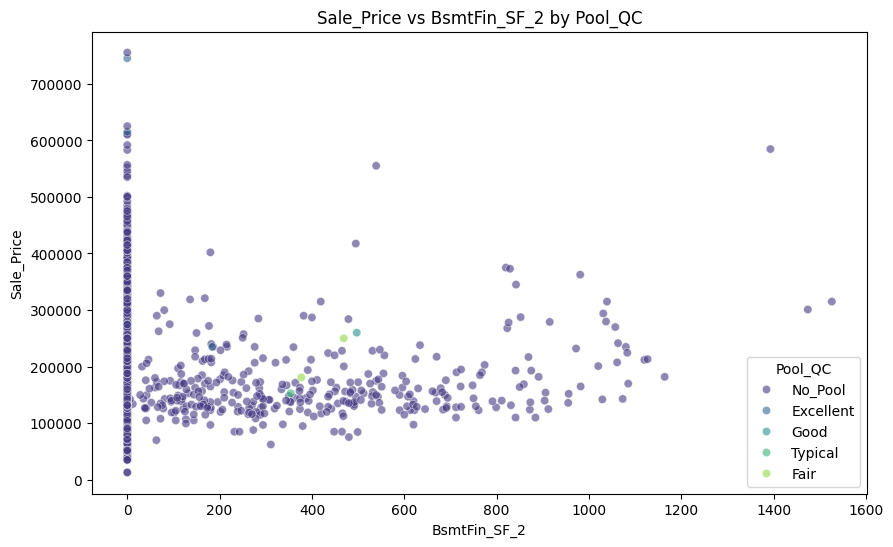 Sale_Price vs BsmtFin_SF_2 by Pool_QC
Sale_Price
700000
600000
500000
400000
300000
200000
100000
0
0 200 400 600 800 1000 1200 1400 1600
BsmtFin_SF_2
Pool_QC
No_Pool
Excellent
Good
Typical
Fair